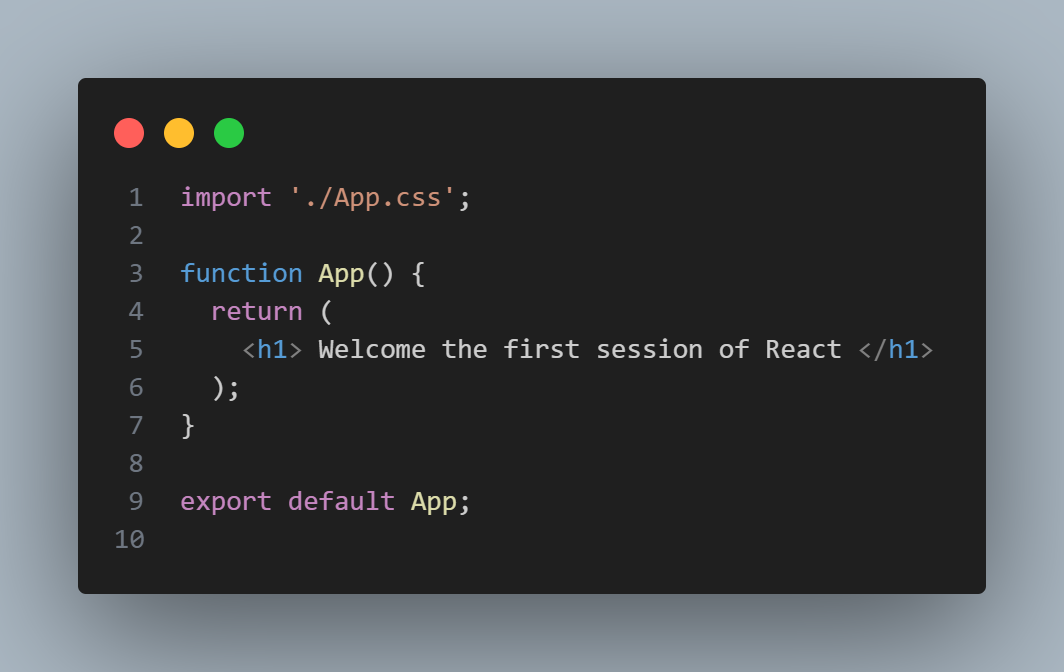 1 import './App.css';
2
3 function App() {
4   return (
5     <h1> Welcome the first session of React </h1>
6   );
7 }
8
9 export default App;
10